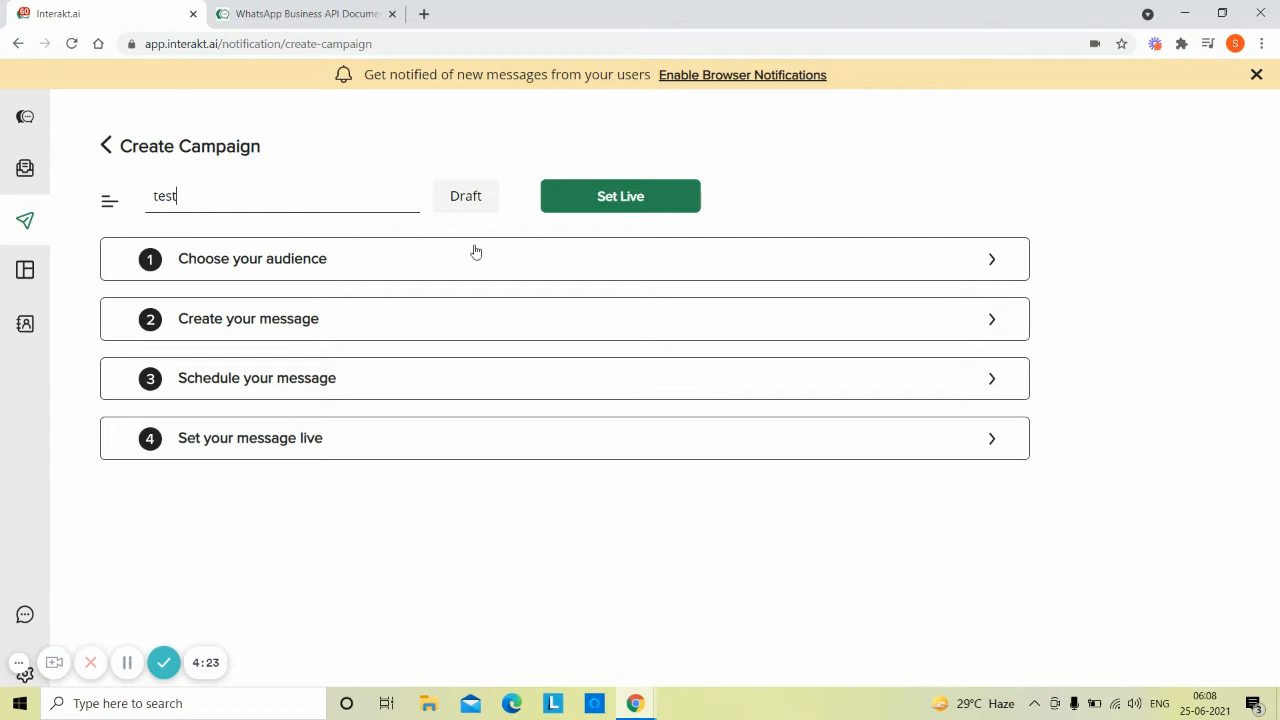 60
Interakt.ai
WhatsApp Business API Docume
app.interakt.ai/notification/create-campaign
S
Get notified of new messages from your users Enable Browser Notifications
Create Campaign
test
Draft
Set Live
1 Choose your audience
2 Create your message
3 Schedule your message
4 Set your message live
4:23
Type here to search
L
29°C Haze
ENG
06:08
25-06-2021
3